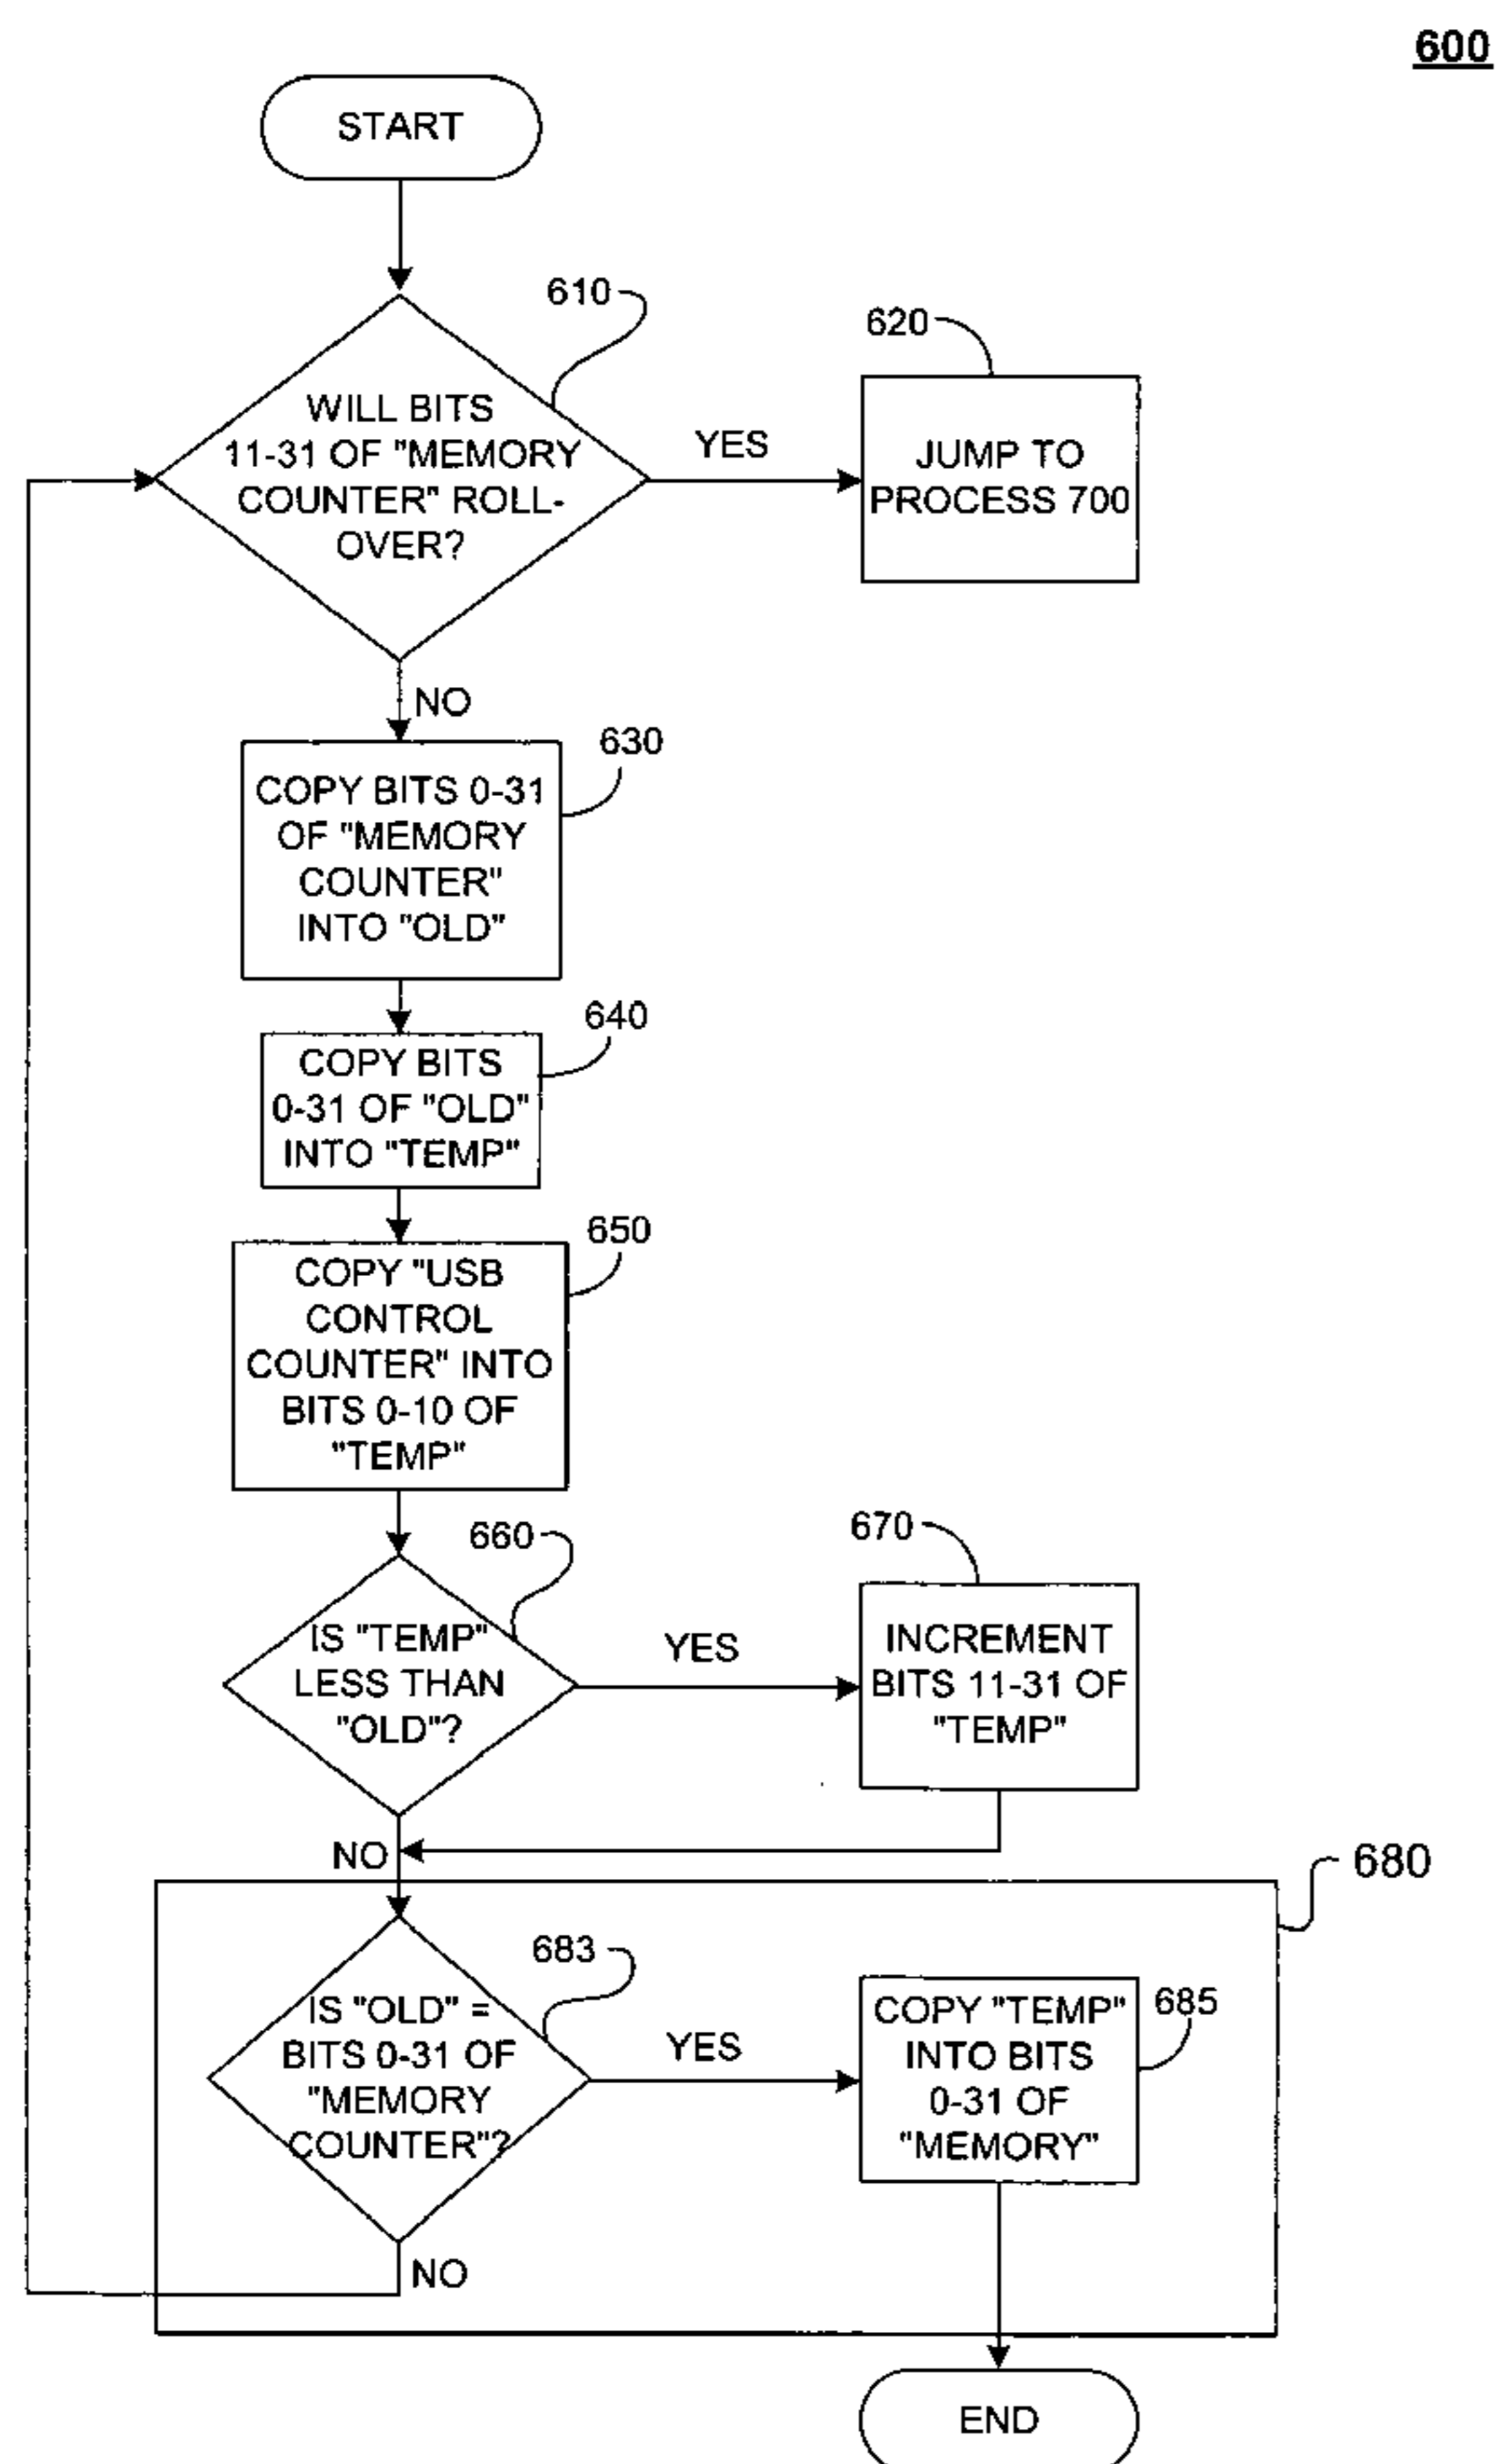 600
START
610
WILL BITS
11-31 OF "MEMORY
COUNTER" ROLL-
OVER?
YES
620
JUMP TO
PROCESS 700
NO
630
COPY BITS 0-31
OF "MEMORY
COUNTER"
INTO "OLD"
640
COPY BITS
0-31 OF "OLD"
INTO "TEMP"
650
COPY "USB
CONTROL
COUNTER" INTO
BITS 0-10 OF
"TEMP"
660
IS "TEMP"
LESS THAN
"OLD"?
YES
670
INCREMENT
BITS 11-31 OF
"TEMP"
NO
680
683
IS "OLD" =
BITS 0-31 OF
"MEMORY
COUNTER"?
YES
685
COPY "TEMP"
INTO BITS
0-31 OF
"MEMORY"
NO
END